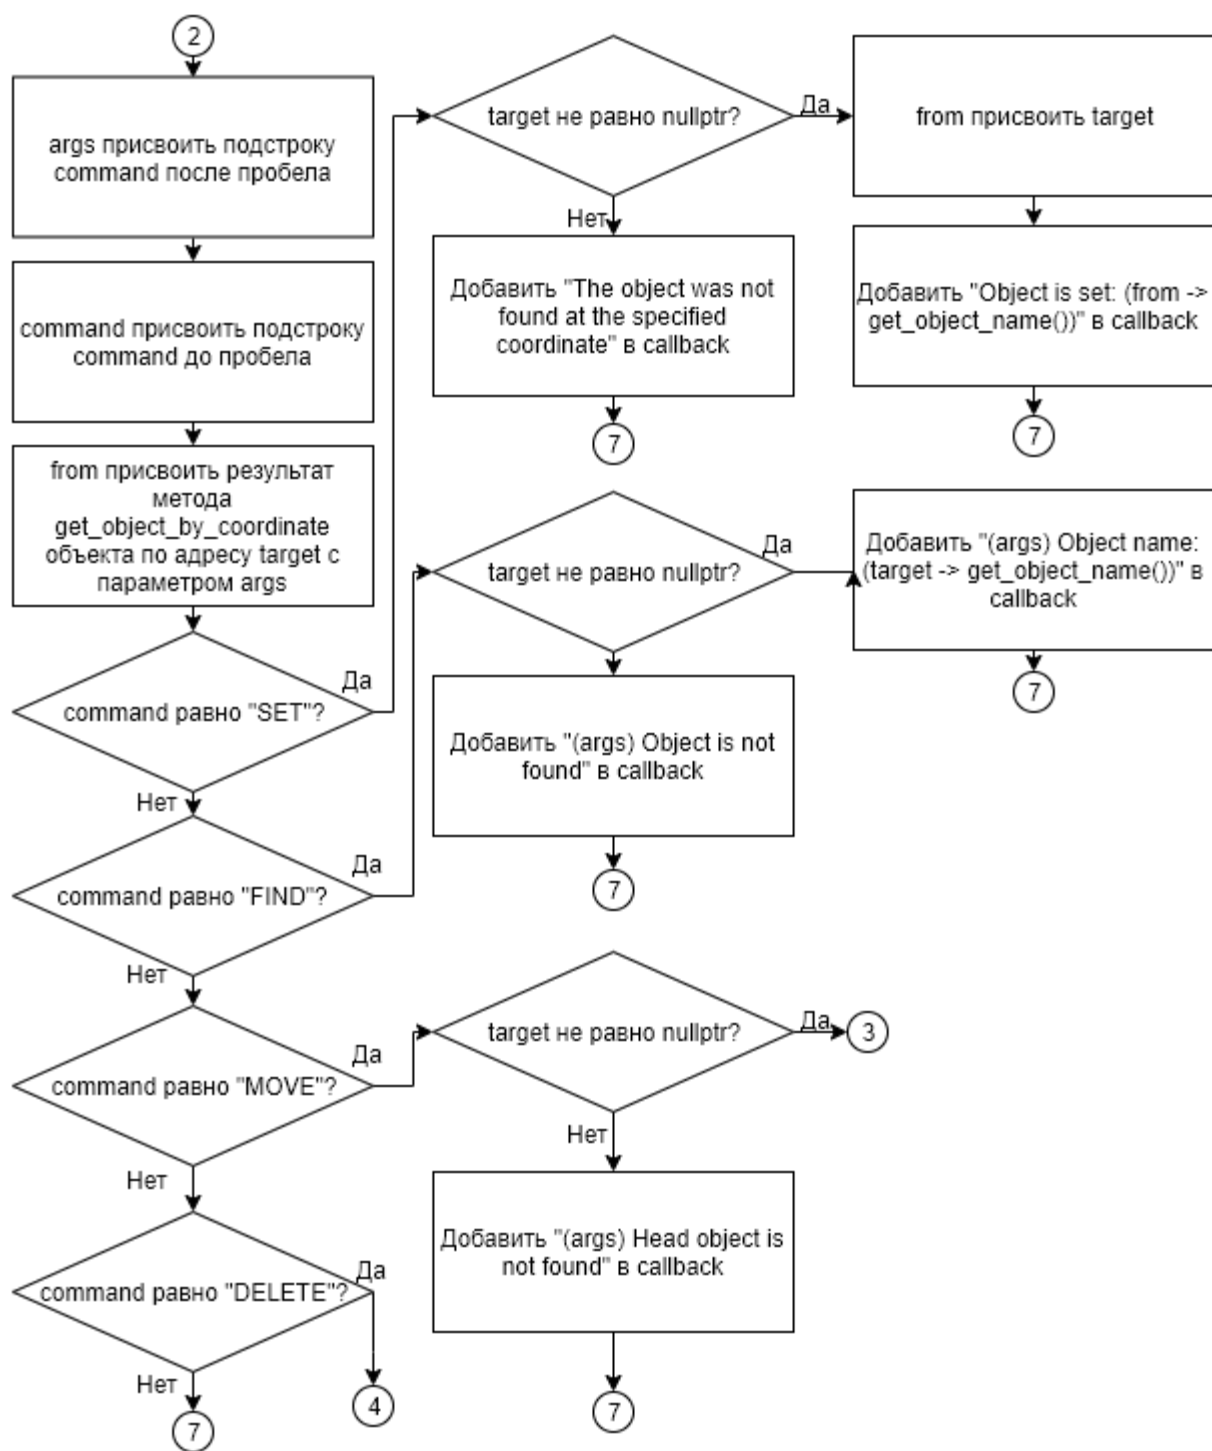 2
args присвоить подстроку
command после пробела
command присвоить подстроку
command до пробела
from присвоить результат
метода
get_object_by_coordinate
объекта по адресу target с
параметром args
command равно "SET"?
Да
Нет
target не равно nullptr?
Да
from присвоить target
Добавить "Object is set: (from ->
get_object_name())" в callback
7
Нет
Добавить "The object was not
found at the specified
coordinate" в callback
7
command равно "FIND"?
Да
Нет
target не равно nullptr?
Да
Добавить "(args) Object name:
(target -> get_object_name())" в
callback
7
Добавить "(args) Object is not
found" в callback
7
command равно "MOVE"?
Да
Нет
target не равно nullptr?
Да
3
Нет
Добавить "(args) Head object is
not found" в callback
7
command равно "DELETE"?
Да
4
Нет
7